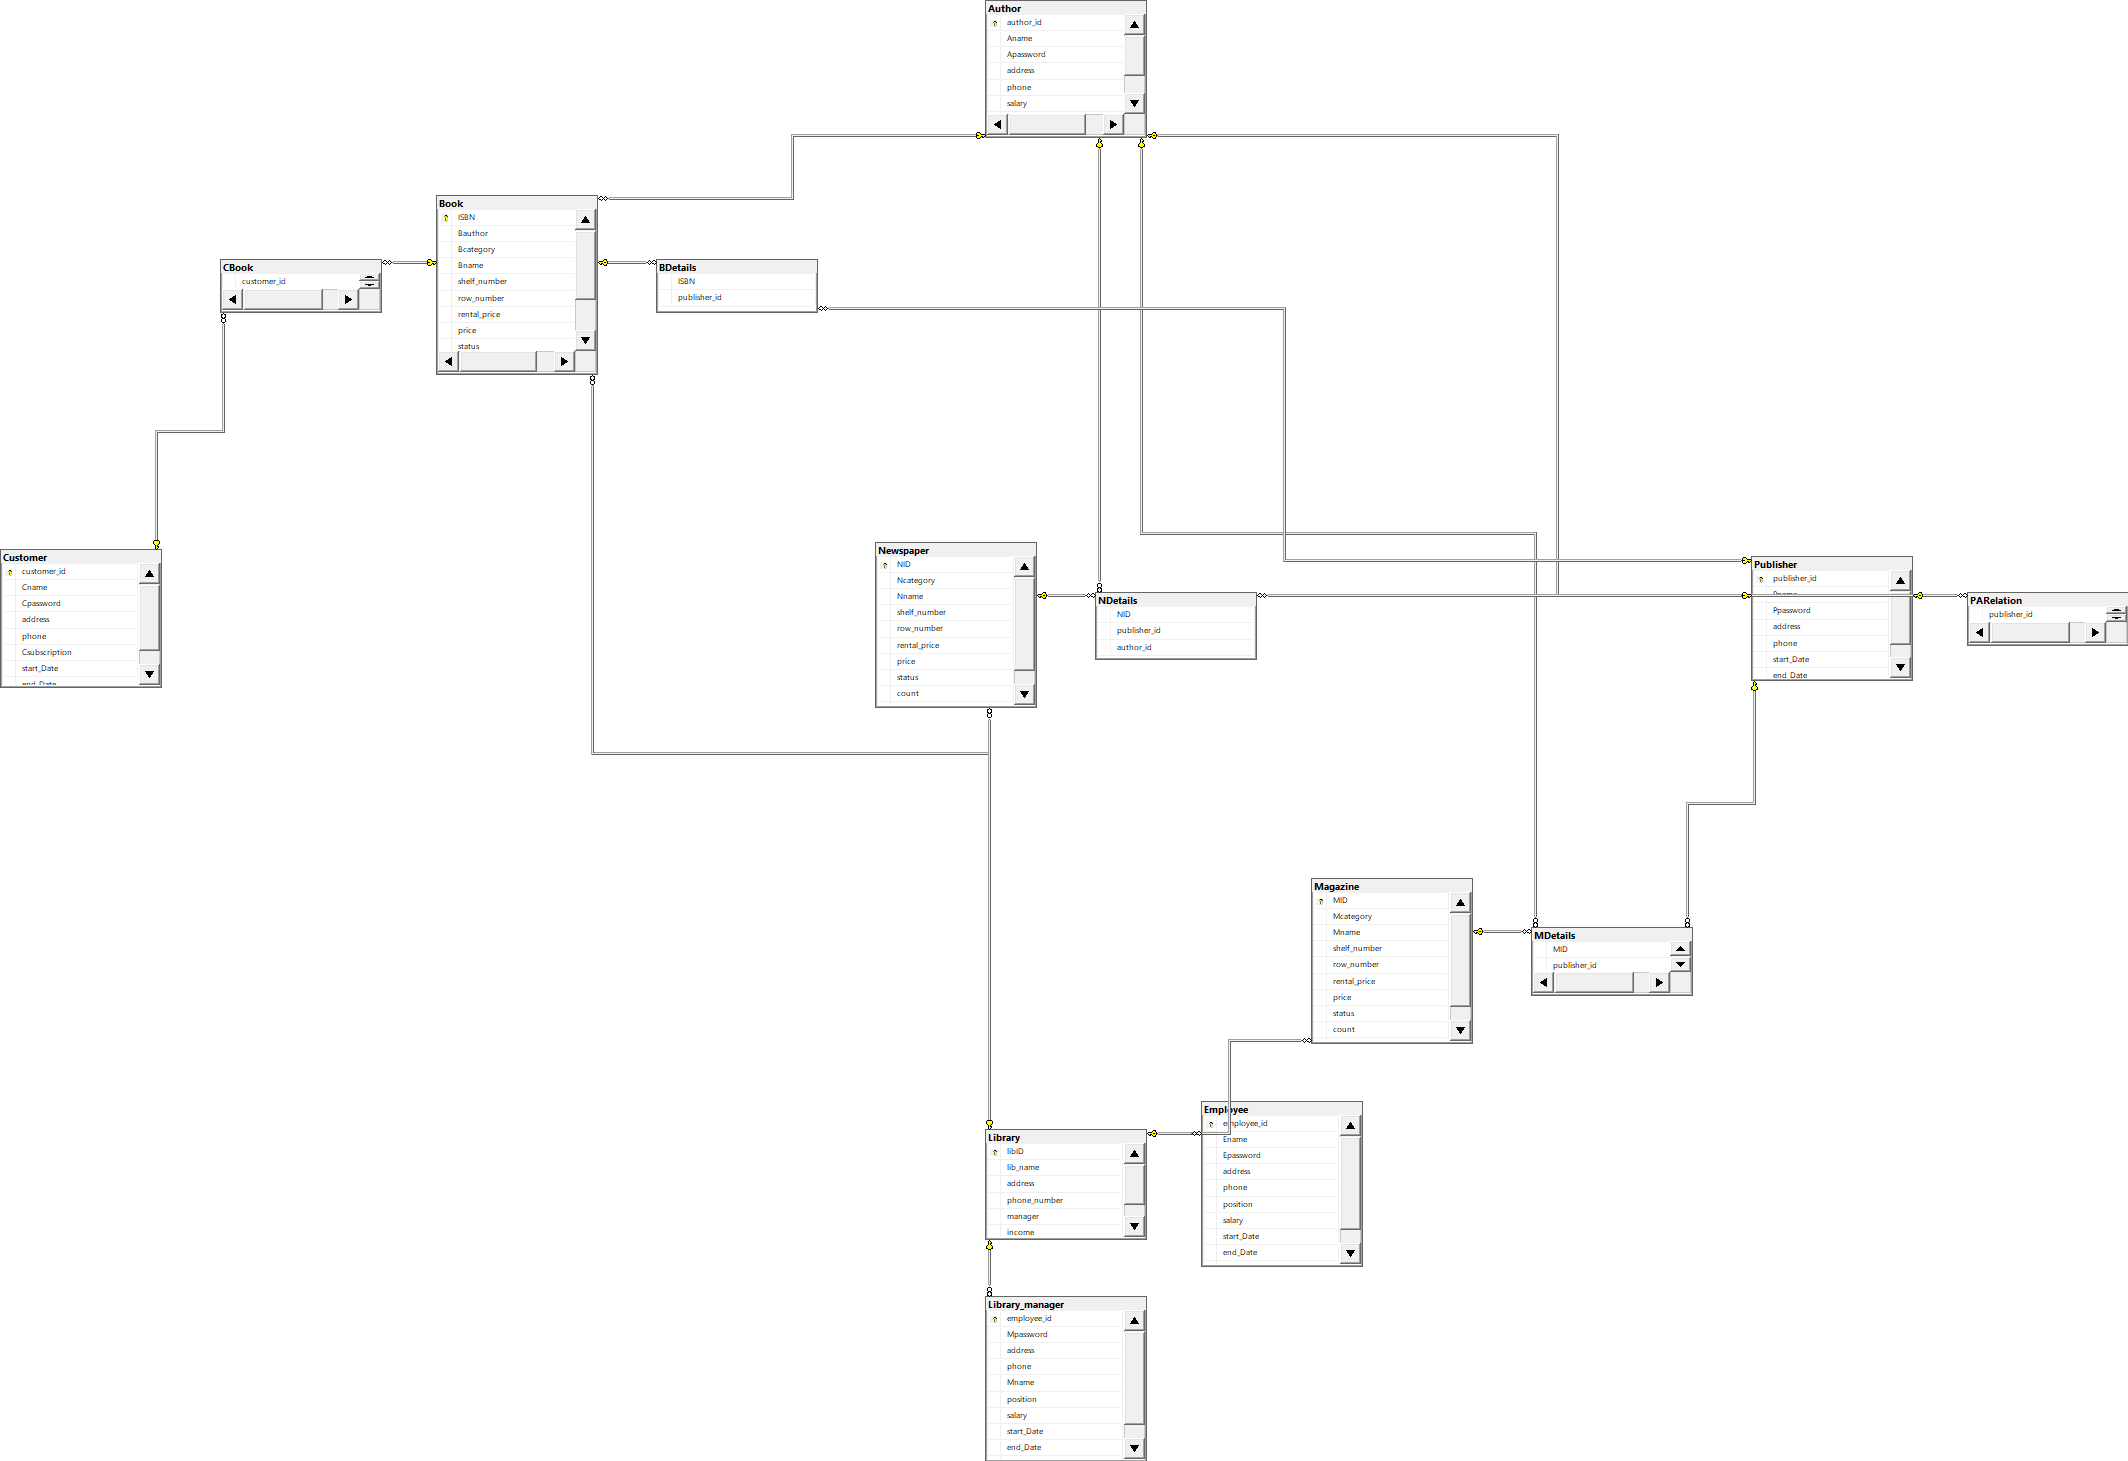 Author
author_id
Aname
Apassword
address
phone
salary
Book
ISBN
Bauthor
Bcategory
Bname
shelf_number
row_number
rental_price
price
status
CBook
customer_id
BDetails
ISBN
publisher_id
Customer
customer_id
Cname
Cpassword
address
phone
Csubscription
start_Date
end_Date
Newspaper
NID
Ncategory
Nname
shelf_number
row_number
rental_price
price
status
count
NDetails
NID
publisher_id
author_id
Publisher
publisher_id
Ppassword
address
phone
start_Date
end_Date
PARelation
publisher_id
Magazine
MID
Mcategory
Mname
shelf_number
row_number
rental_price
price
status
count
MDetails
MID
publisher_id
Employee
employee_id
Ename
Epassword
address
phone
position
salary
start_Date
end_Date
Library
libID
lib_name
address
phone_number
manager
income
Library_manager
employee_id
Mpassword
address
phone
Mname
position
salary
start_Date
end_Date